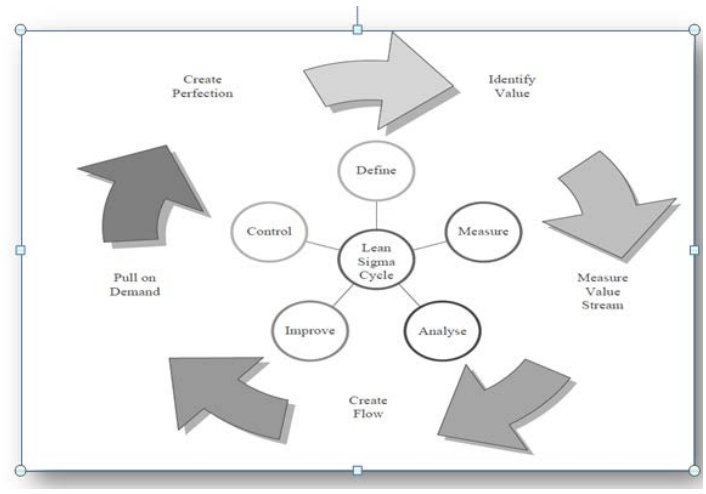 Create
Perfection
Identify
Value
Define
Control
Measure
Lean
Sigma
Cycle
Pull on
Demand
Measure
Value
Stream
Improve
Analyse
Create
Flow